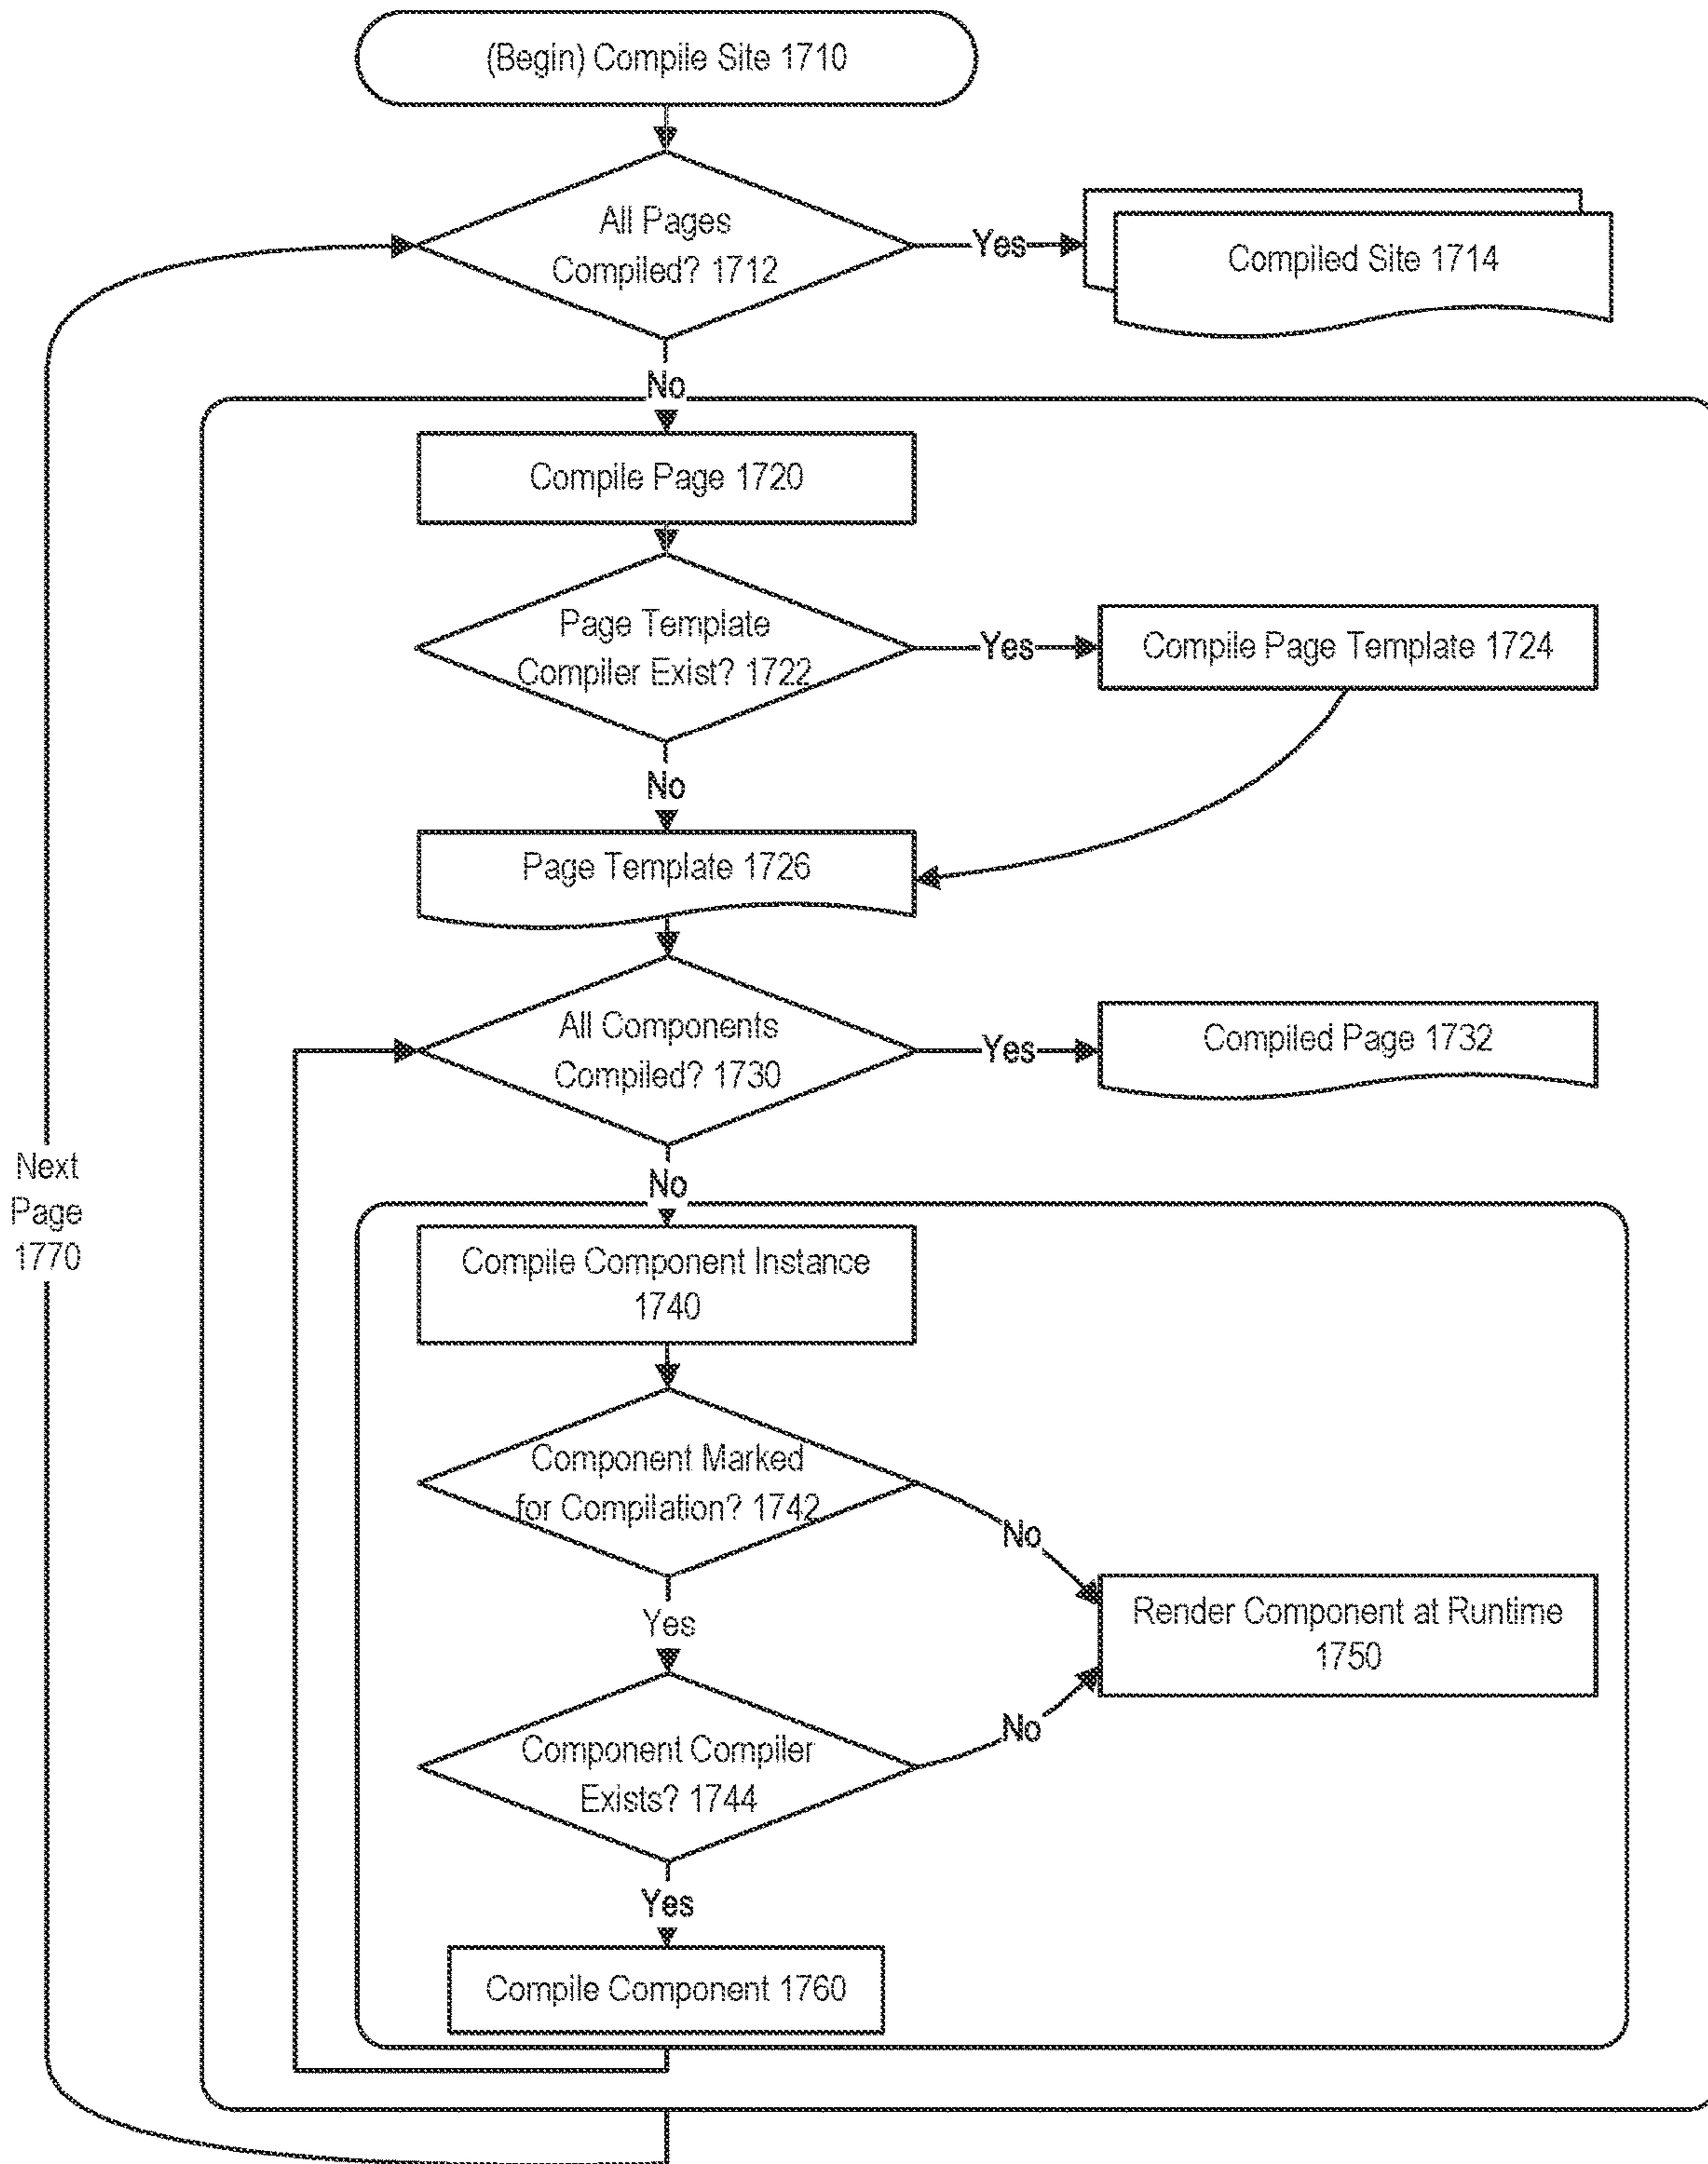 (Begin) Compile Site 1710
All Pages
Compiled? 1712
Yes
Compiled Site 1714
No
Compile Page 1720
Page Template
Compiler Exist? 1722
Yes
Compile Page Template 1724
No
Page Template 1726
All Components
Compiled? 1730
Yes
Compiled Page 1732
Next
Page
1770
No
Compile Component Instance
1740
Component Marked
for Compilation? 1742
No
Yes
Render Component at Runtime
1750
Component Compiler
Exists? 1744
No
Yes
Compile Component 1760